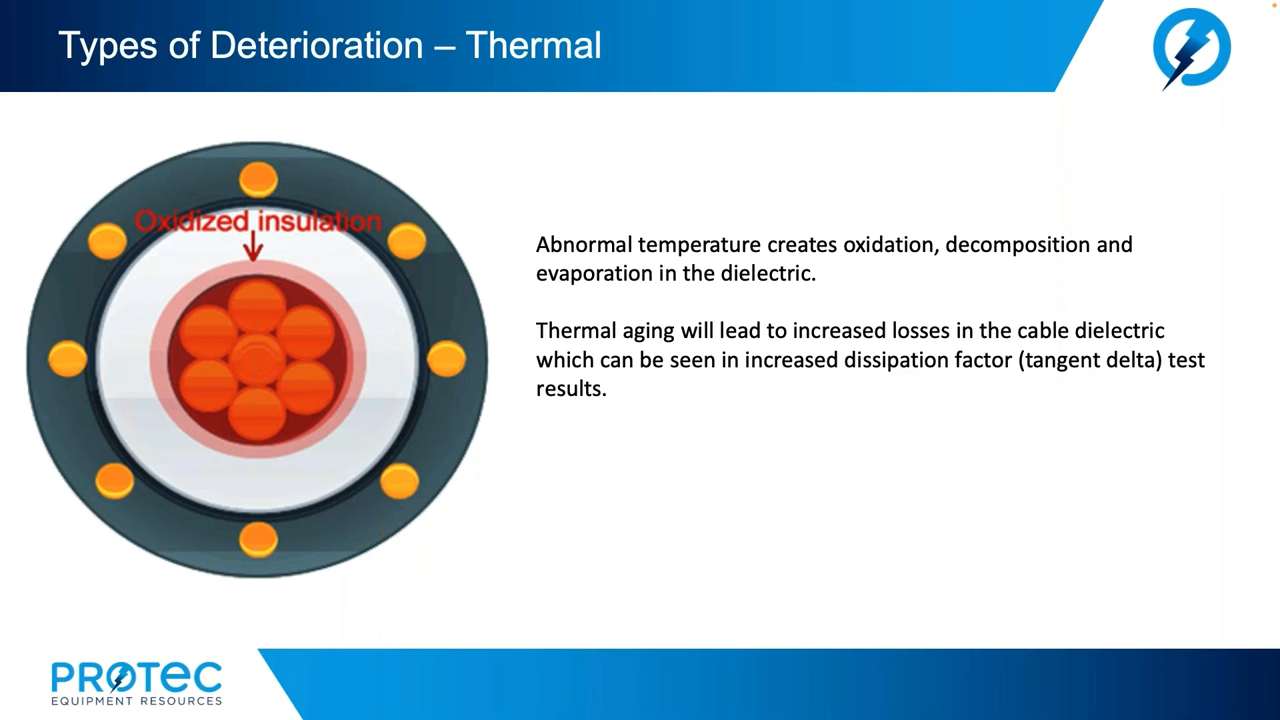 Types of Deterioration – Thermal
Oxidized insulation
Abnormal temperature creates oxidation, decomposition and
evaporation in the dielectric.
Thermal aging will lead to increased losses in the cable dielectric
which can be seen in increased dissipation factor (tangent delta) test
results.
PROTEC
EQUIPMENT RESOURCES